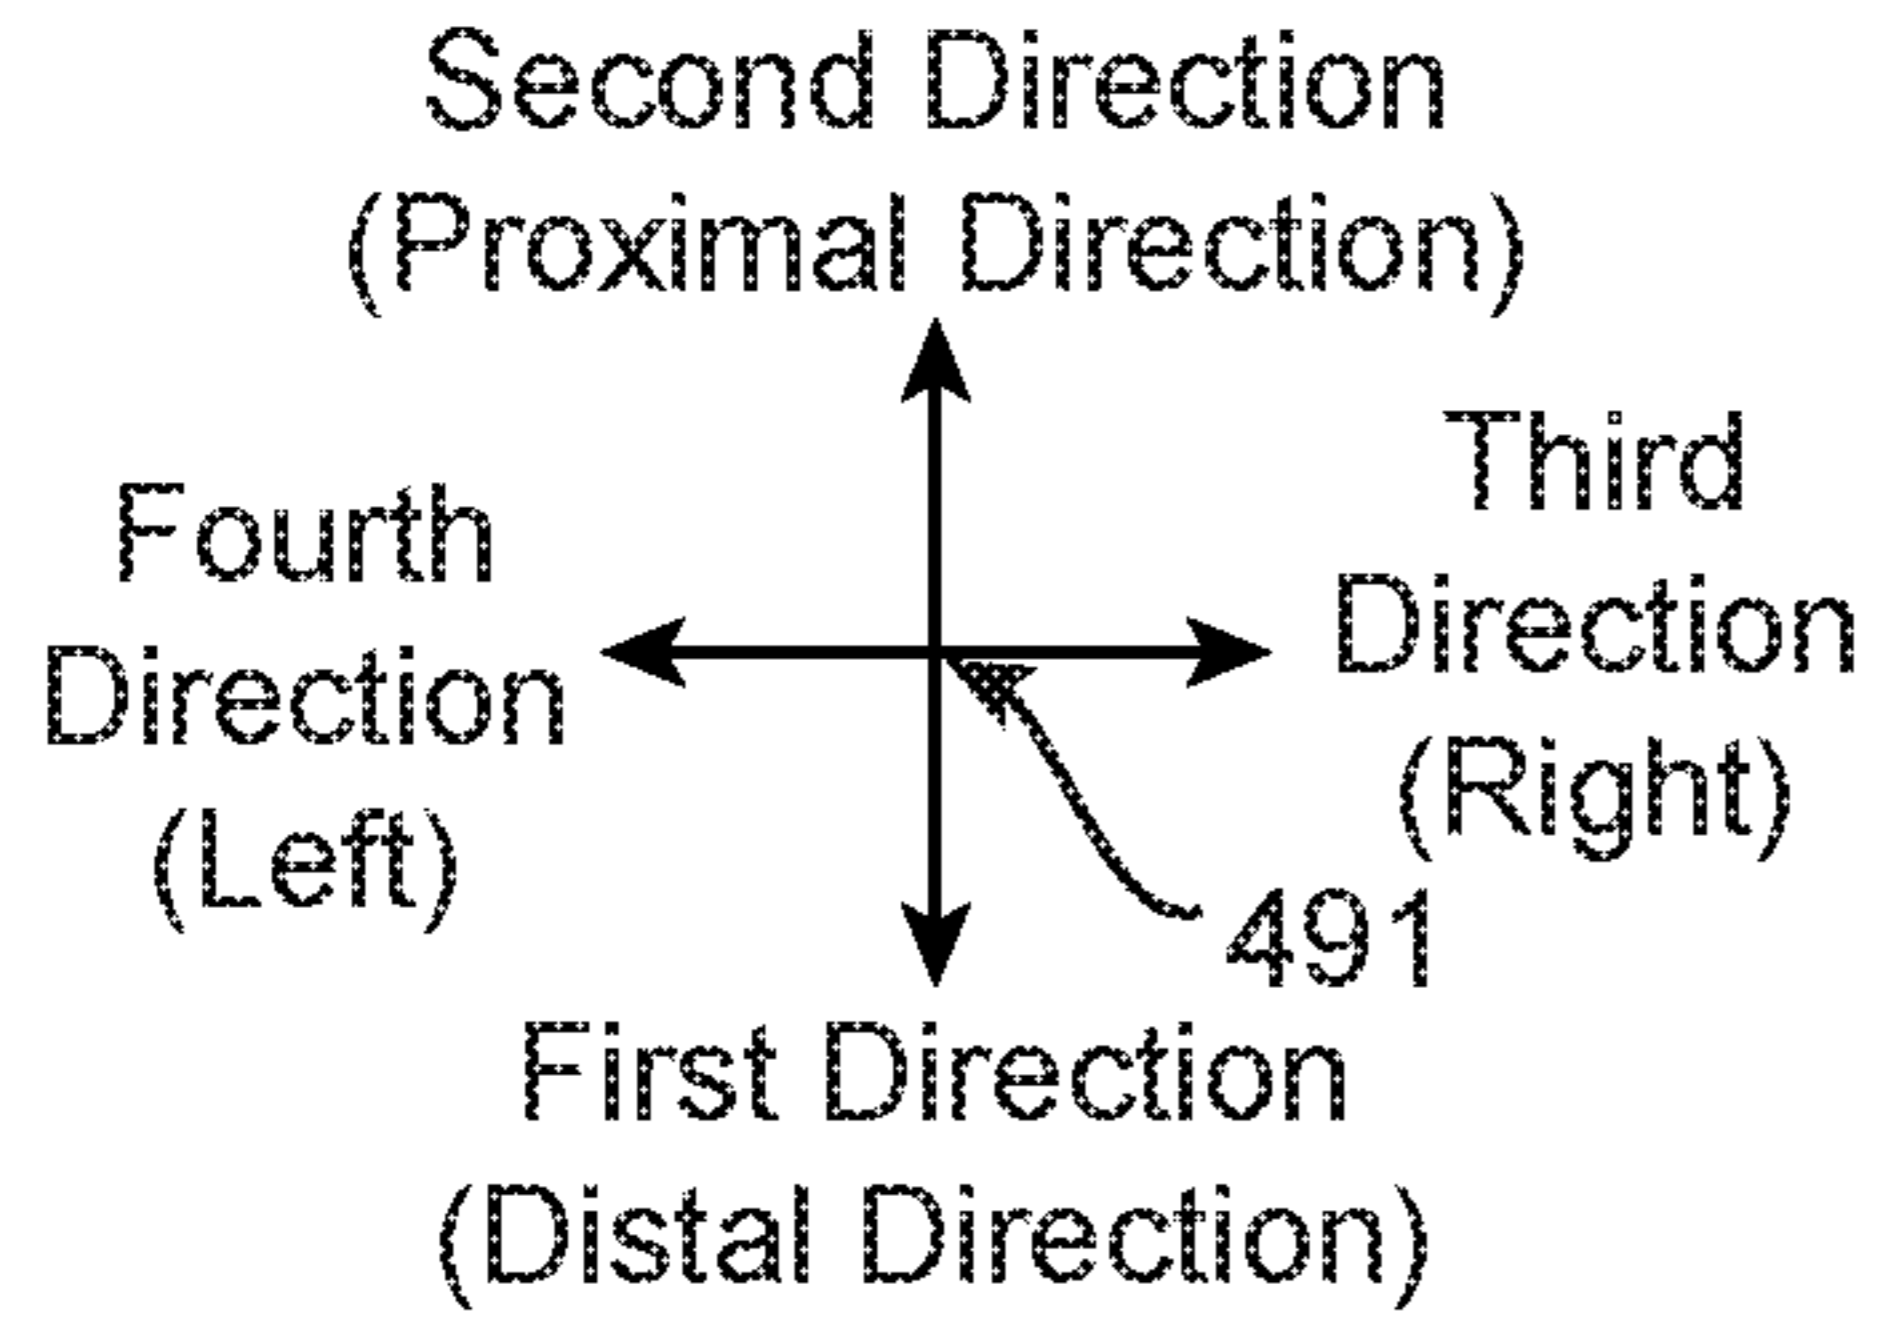 Second Direction
(Proximal Direction)
Fourth
Direction
(Left)
Third
Direction
(Right)
491
First Direction
(Distal Direction)